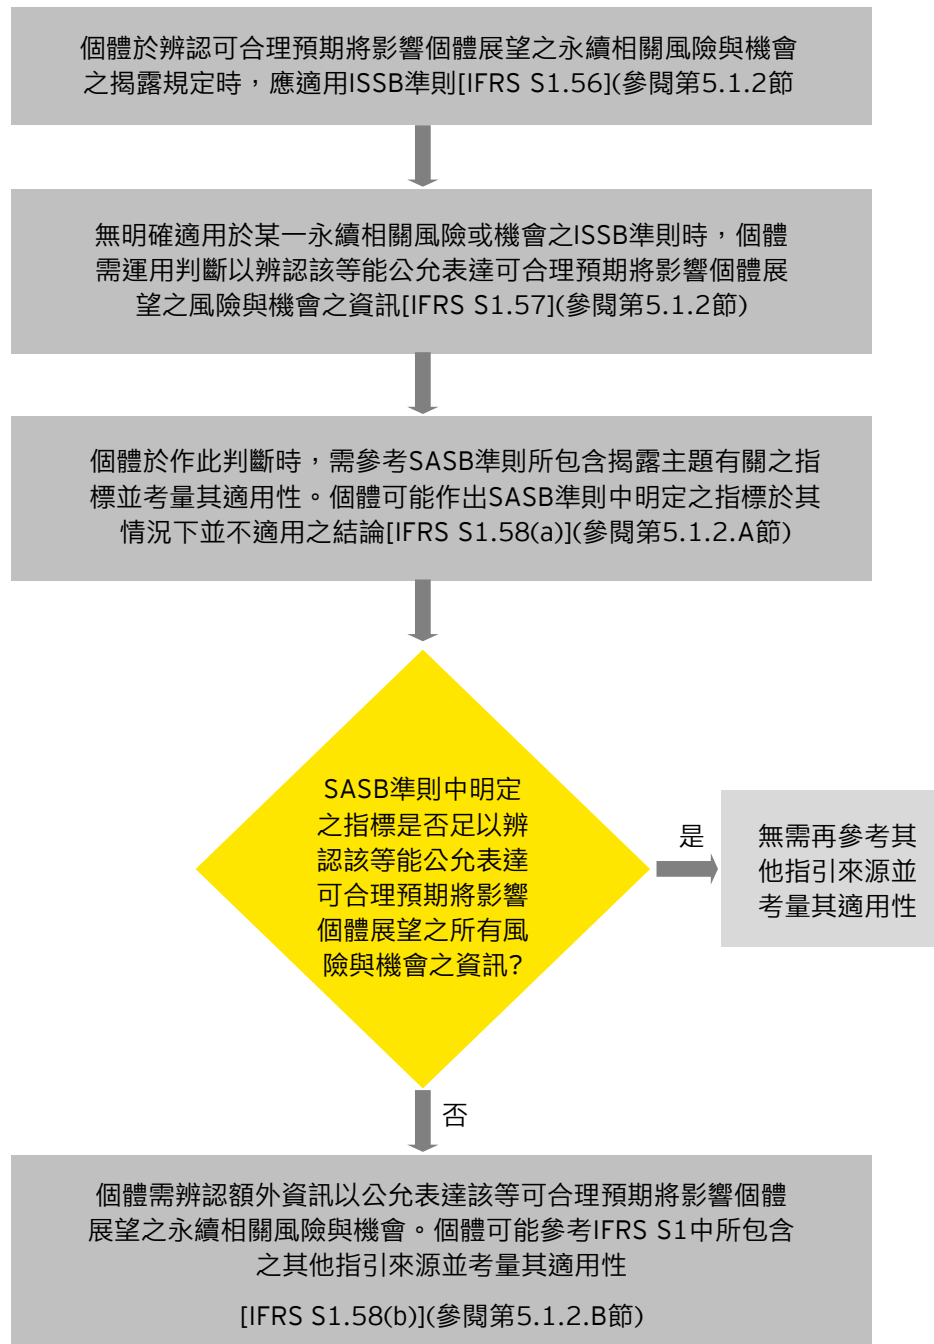 個體於辨認可合理預期將影響個體展望之永續相關風險與機會
之揭露規定時，應適用ISSB準則[IFRS S1.56](參閱第5.1.2節
無明確適用於某一永續相關風險或機會之ISSB準則時，個體
需運用判斷以辨認該等能公允表達可合理預期將影響個體展
望之風險與機會之資訊[IFRS S1.57](參閱第5.1.2節)
個體於作此判斷時，需參考SASB準則所包含揭露主題有關之指
標並考量其適用性。個體可能作出SASB準則中明定之指標於其
情況下並不適用之結論[IFRS S1.58(a)](參閱第5.1.2.A節)
SASB準則中明定
之指標是否足以辨
認該等能公允表達
可合理預期將影響
個體展望之所有風
險與機會之資訊?
是
無需再參考其
他指引來源並
考量其適用性
否
個體需辨認額外資訊以公允表達該等可合理預期將影響個體
展望之永續相關風險與機會。個體可能參考IFRS S1中所包含
之其他指引來源並考量其適用性
[IFRS S1.58(b)](參閱第5.1.2.B節)